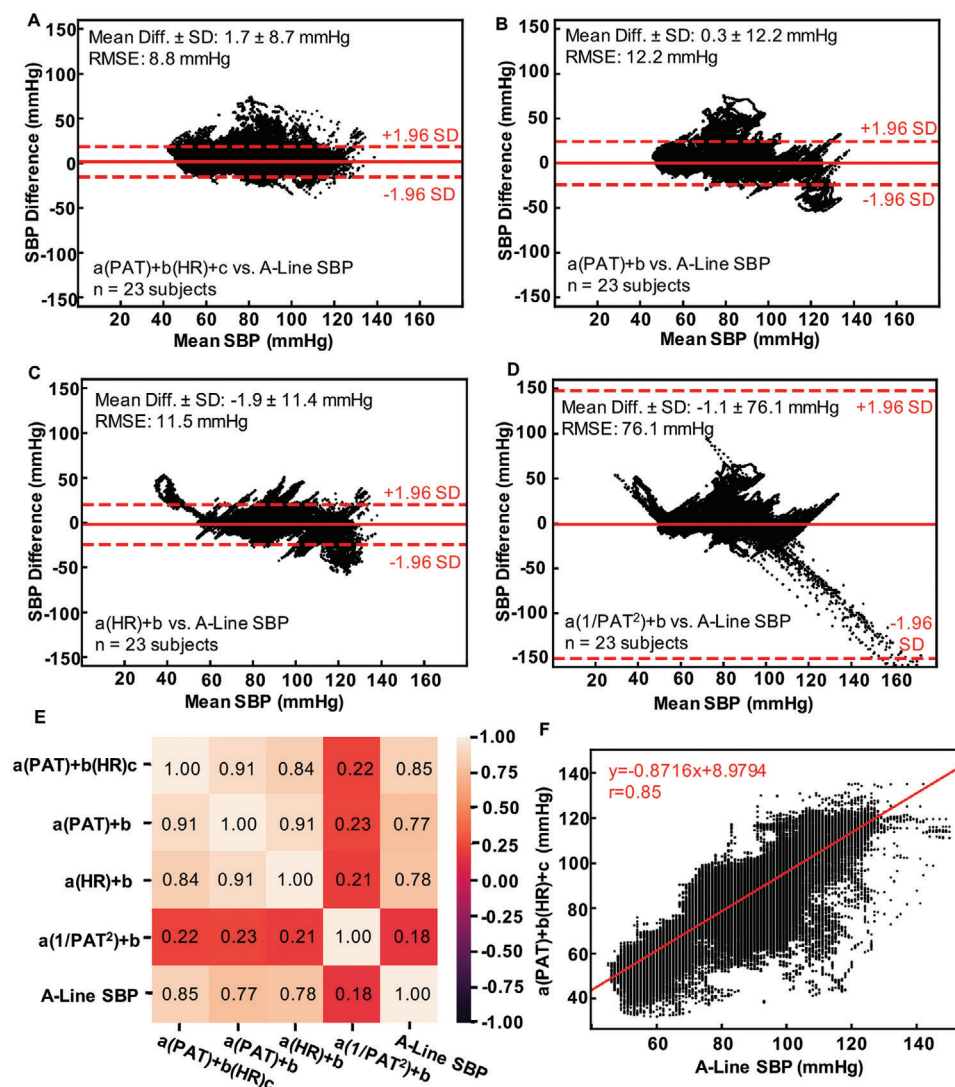 A
Mean Diff. ± SD: 1.7 ± 8.7 mmHg
RMSE: 8.8 mmHg
SBP Difference (mmHg)
150
100
50
0
-50
-100
-150
+1.96 SD
-1.96 SD
a(PAT)+b(HR)+c vs. A-Line SBP
n = 23 subjects
20 40 60 80 100 120 140 160
Mean SBP (mmHg)
B
Mean Diff. ± SD: 0.3 ± 12.2 mmHg
RMSE: 12.2 mmHg
SBP Difference (mmHg)
150
100
50
0
-50
-100
-150
+1.96 SD
-1.96 SD
a(PAT)+b vs. A-Line SBP
n = 23 subjects
20 40 60 80 100 120 140 160
Mean SBP (mmHg)
C
Mean Diff. ± SD: -1.9 ± 11.4 mmHg
RMSE: 11.5 mmHg
SBP Difference (mmHg)
150
100
50
0
-50
-100
-150
+1.96 SD
-1.96 SD
a(HR)+b vs A-Line SBP
n = 23 subjects
20 40 60 80 100 120 140 160
Mean SBP (mmHg)
D
Mean Diff. ± SD: -1.1 ± 76.1 mmHg
RMSE: 76.1 mmHg
SBP Difference (mmHg)
150
100
50
0
-50
-100
-150
+1.96 SD
-1.96
SD
a(1/PAT²)+b vs. A-Line SBP
n = 23 subjects
20 40 60 80 100 120 140 160
Mean SBP (mmHg)
E
a(PAT)+b(HR)c 1.00 0.91 0.84 0.22 0.85
a(PAT)+b 0.91 1.00 0.91 0.23 0.77
a(HR)+b 0.84 0.91 1.00 0.21 0.78
a(1/PAT²)+b 0.22 0.23 0.21 1.00 0.18
A-Line SBP 0.85 0.77 0.78 0.18 1.00
a(PAT)+b(HR)c a(PAT)+b a(HR)+b a(1/PAT²)+b A-Line SBP
1.00
0.75
0.50
0.25
0.00
-0.25
-0.50
-0.75
-1.00
F
y=-0.8716x+8.9794
r=0.85
a(PAT)+b(HR)+c (mmHg)
140
120
100
80
60
40
60 80 100 120 140
A-Line SBP (mmHg)